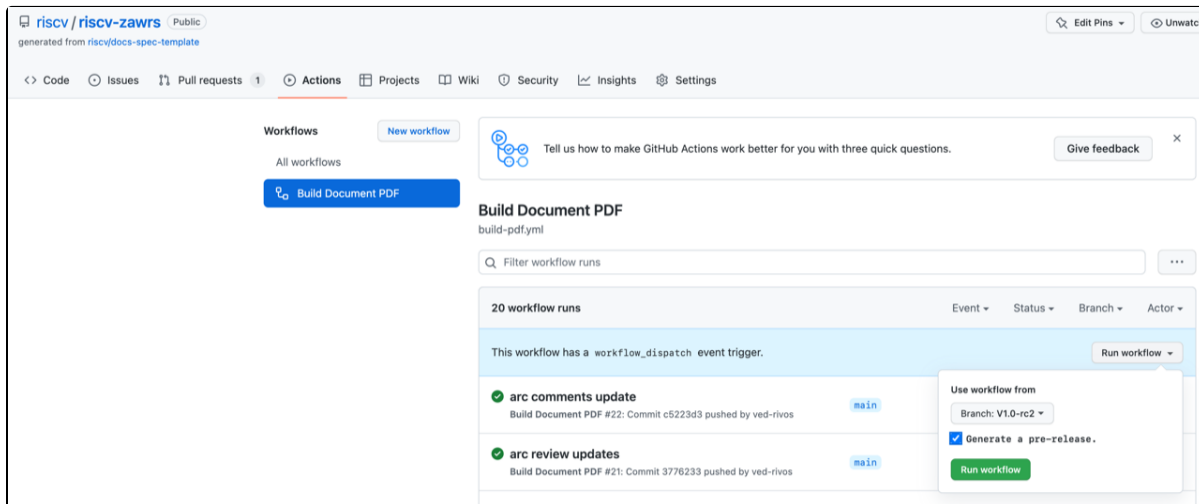 riscv / riscv-zawrs Public
Edit Pins
Unwatc
generated from riscv/docs-spec-template
Code Issues Pull requests 1 Actions Projects Wiki Security Insights Settings
Workflows
New workflow
All workflows
Build Document PDF
Tell us how to make GitHub Actions work better for you with three quick questions.
Give feedback
Build Document PDF
build-pdf.yml
Filter workflow runs
20 workflow runs
Event Status Branch Actor
This workflow has a workflow_dispatch event trigger.
Run workflow
arc comments update
Build Document PDF #22: Commit c5223d3 pushed by ved-rivos
main
arc review updates
Build Document PDF #21: Commit 3776233 pushed by ved-rivos
main
Use workflow from
Branch: V1.0-rc2
Generate a pre-release.
Run workflow